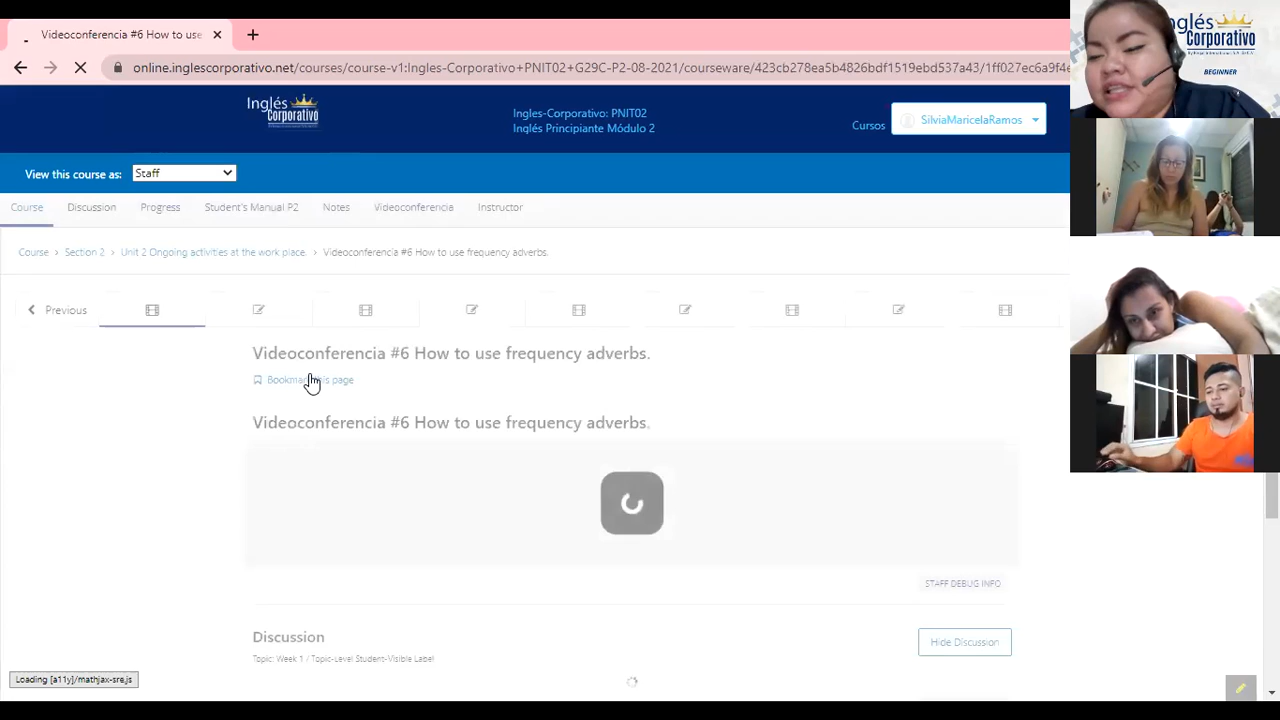 Videoconferencia #6 How to use
online.inglescorporativo.net/courses/course-v1:Ingles-Corporativo+PNIT02+G29C-P2-08-2021/courseware/423cb278ea5b4826bdf1519ebd537a43/1ff027ec6a9f4e
Inglés
Corporativo
Ingles-Corporativo: PNIT02
Inglés Principiante Módulo 2
Cursos
SilviaMaricelaRamos
View this course as:
Staff
Course
Discussion
Progress
Student's Manual P2
Notes
Videoconferencia
Instructor
Course > Section 2 > Unit 2 Ongoing activities at the work place. > Videoconferencia #6 How to use frequency adverbs.
Previous
Videoconferencia #6 How to use frequency adverbs.
Bookmark this page
Videoconferencia #6 How to use frequency adverbs.
STAFF DEBUG INFO
Discussion
Hide Discussion
Topic: Week 1 / Topic-Level Student-Visible Label
Loading [a11y]/mathjax-sre.js
nglés
Corporativo
BEGINNER